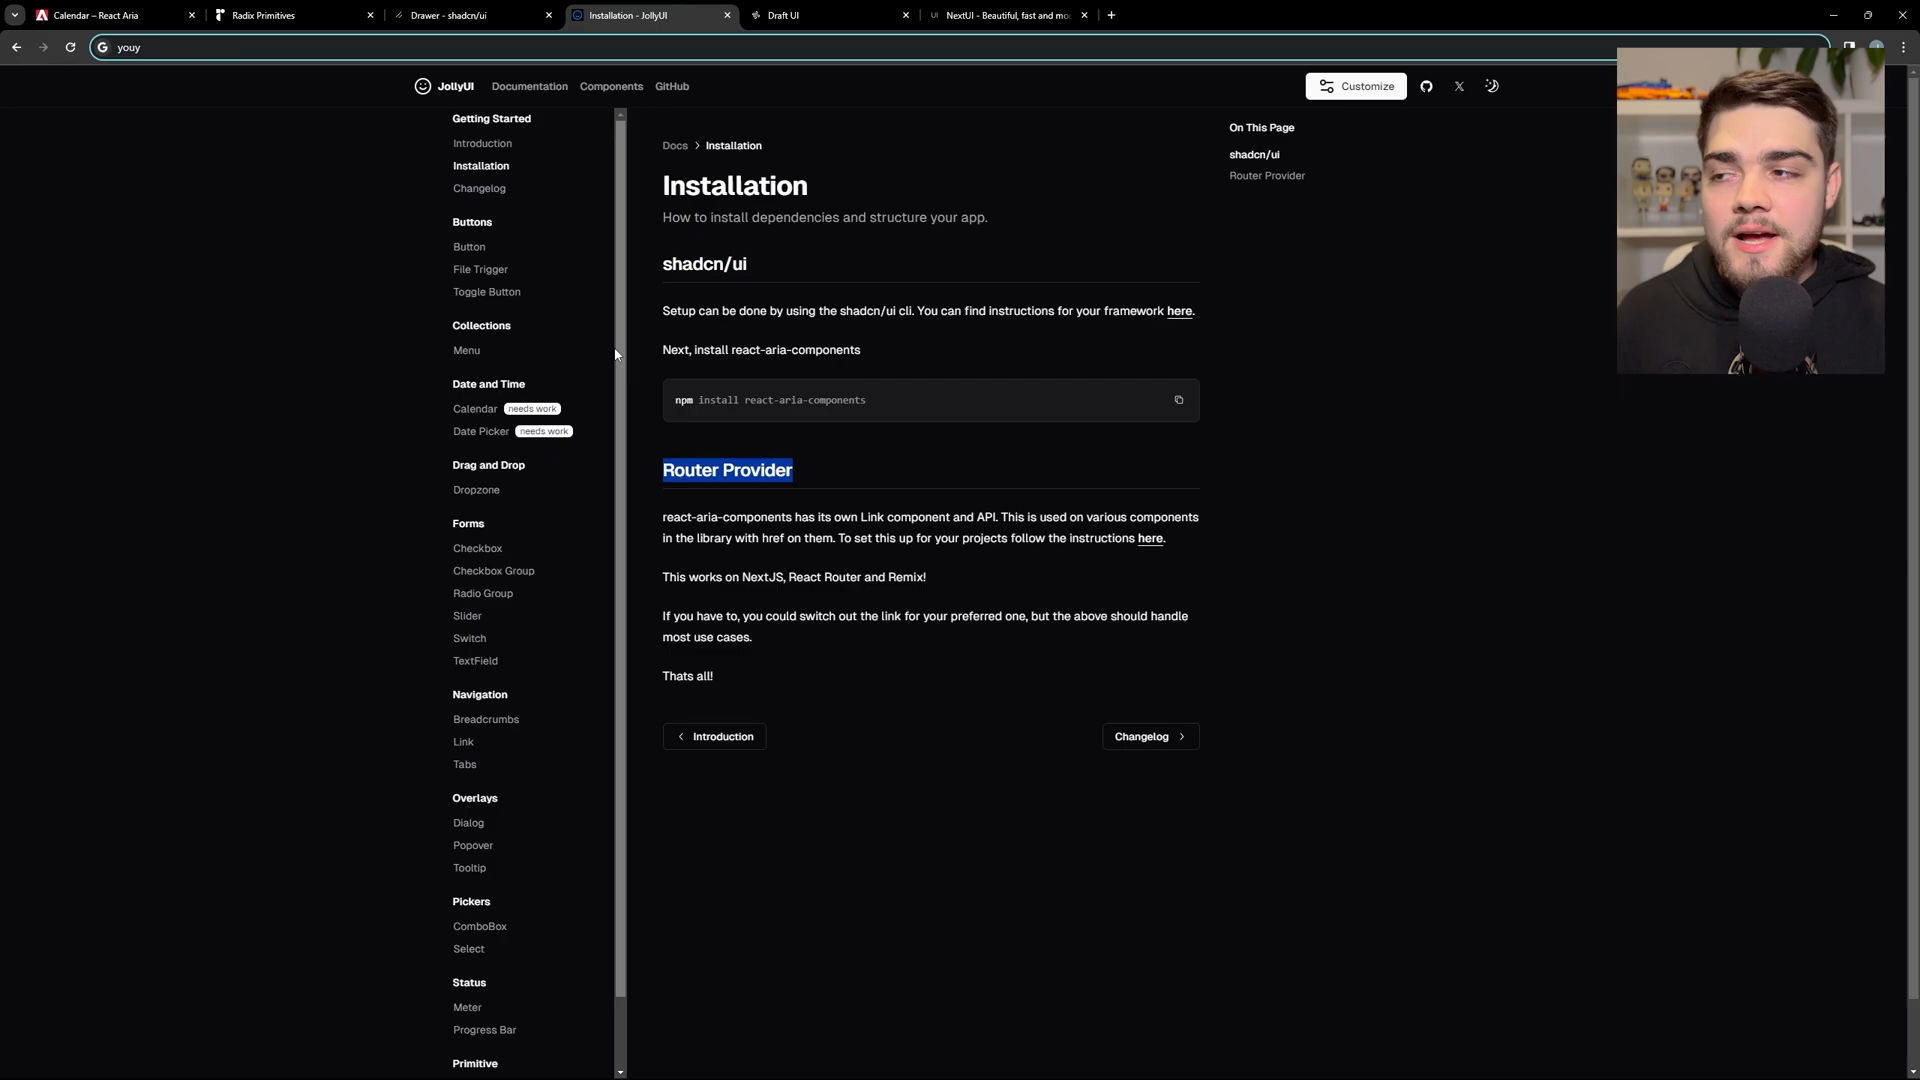 Calendar – React Aria
Radix Primitives
Drawer - shadcn/ui
Installation - JollyUI
Draft UI
NextUI - Beautiful, fast and mo
youy
JollyUI
Documentation
Components
GitHub
Customize
Getting Started
Introduction
Installation
Changelog
Buttons
Button
File Trigger
Toggle Button
Collections
Menu
Date and Time
Calendar needs work
Date Picker needs work
Drag and Drop
Dropzone
Forms
Checkbox
Checkbox Group
Radio Group
Slider
Switch
TextField
Navigation
Breadcrumbs
Link
Tabs
Overlays
Dialog
Popover
Tooltip
Pickers
ComboBox
Select
Status
Meter
Progress Bar
Primitive
Docs > Installation
Installation
How to install dependencies and structure your app.
shadcn/ui
Setup can be done by using the shadcn/ui cli. You can find instructions for your framework here.
Next, install react-aria-components
npm install react-aria-components
Router Provider
react-aria-components has its own Link component and API. This is used on various components
in the library with href on them. To set this up for your projects follow the instructions here.
This works on NextJS, React Router and Remix!
If you have to, you could switch out the link for your preferred one, but the above should handle
most use cases.
Thats all!
Introduction
Changelog
On This Page
shadcn/ui
Router Provider